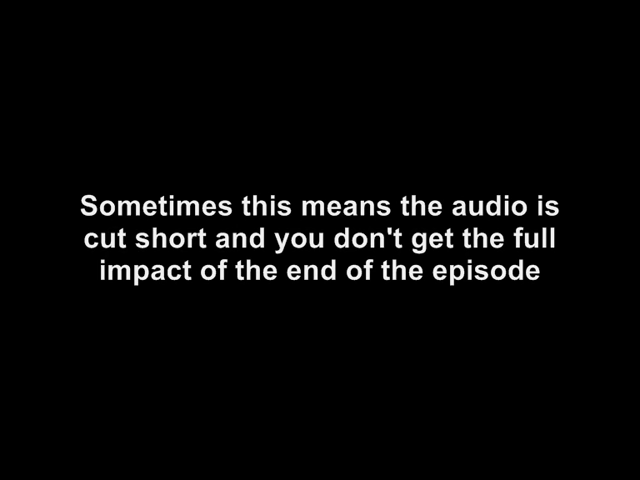 Sometimes this means the audio is
cut short and you don't get the full
impact of the end of the episode